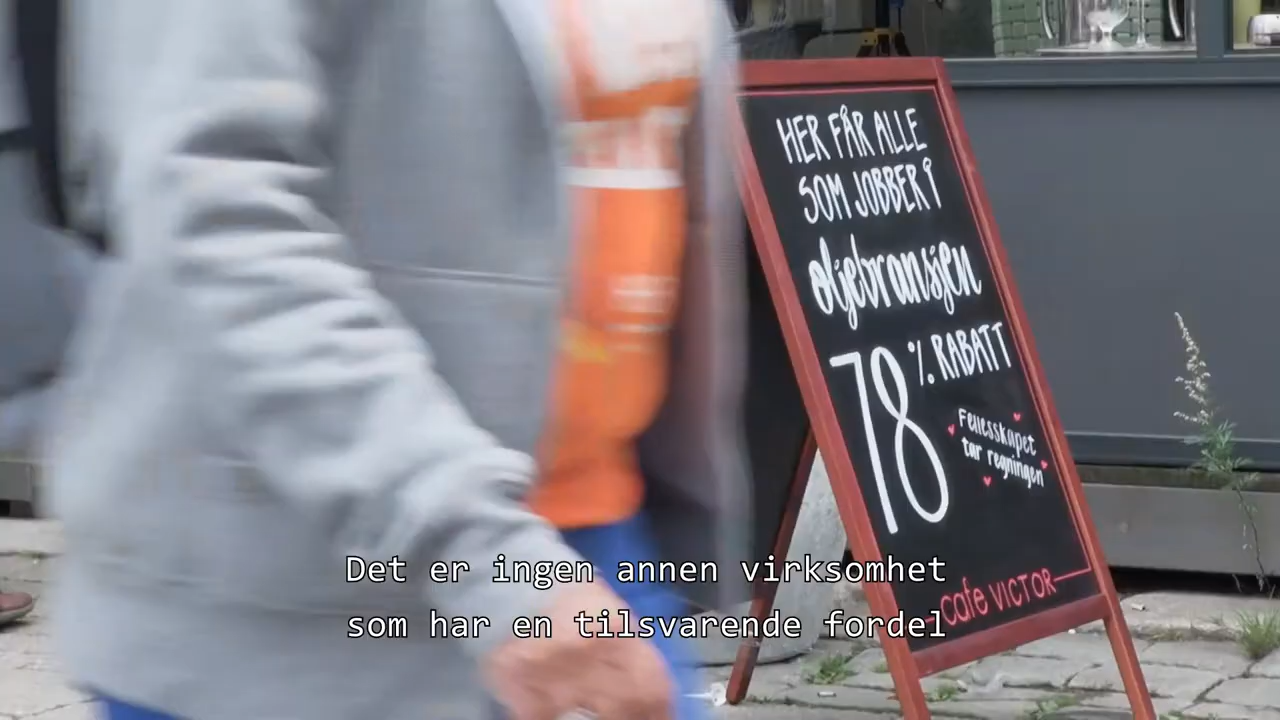 HER FÅR ALLE
SOM JOBBER I
oljebransjen
78% RABATT
Fellesskapet
tar regningen
cafe VICTOR
Det er ingen annen virksomhet
som har en tilsvarende fordel